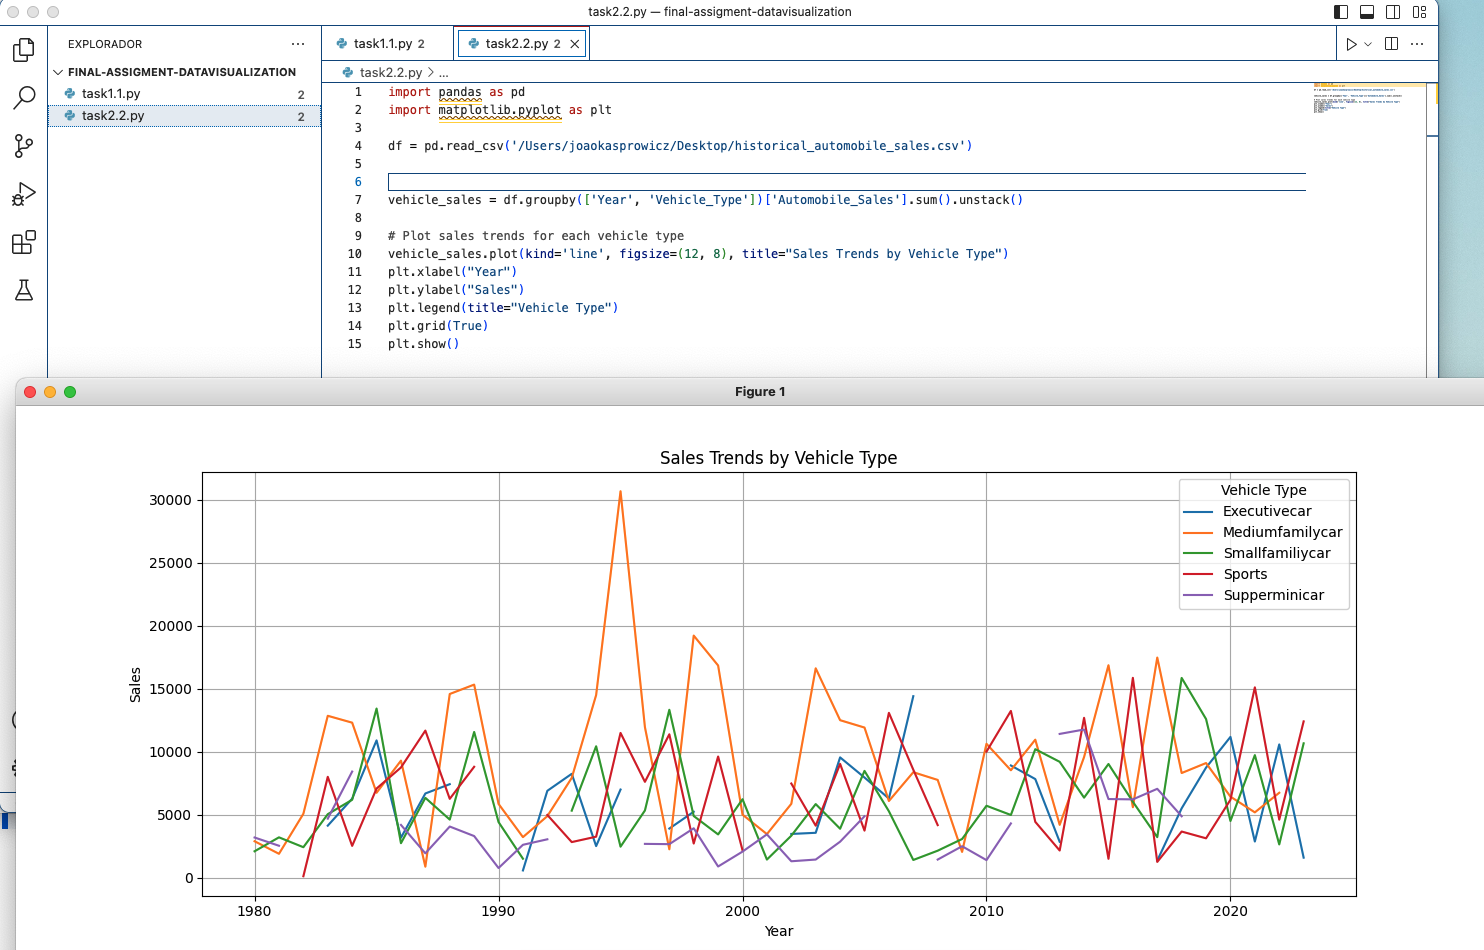 task2.2.py — final-assigment-datavisualization
EXPLORADOR
FINAL-ASSIGMENT-DATAVISUALIZATION
task1.1.py 2
task2.2.py 2
task1.1.py 2
task2.2.py 2
task2.2.py > ...
1 import pandas as pd
2 import matplotlib.pyplot as plt
3
4 df = pd.read_csv('/Users/joaokasprowicz/Desktop/historical_automobile_sales.csv')
5
6
7 vehicle_sales = df.groupby(['Year', 'Vehicle_Type'])['Automobile_Sales'].sum().unstack()
8
9 # Plot sales trends for each vehicle type
10 vehicle_sales.plot(kind='line', figsize=(12, 8), title="Sales Trends by Vehicle Type")
11 plt.xlabel("Year")
12 plt.ylabel("Sales")
13 plt.legend(title="Vehicle Type")
14 plt.grid(True)
15 plt.show()
Figure 1
Sales Trends by Vehicle Type
Vehicle Type
Executivecar
Mediumfamilycar
Smallfamiliycar
Sports
Supperminicar
30000
25000
20000
15000
10000
5000
0
Sales
1980 1990 2000 2010 2020
Year